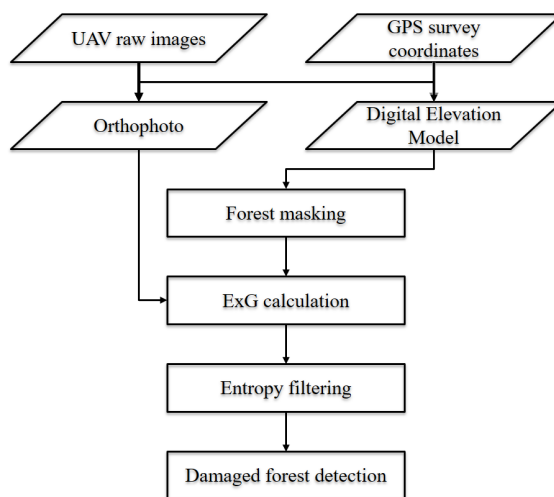 UAV raw images
GPS survey
coordinates
Orthophoto
Digital Elevation
Model
Forest masking
ExG calculation
Entropy filtering
Damaged forest detection